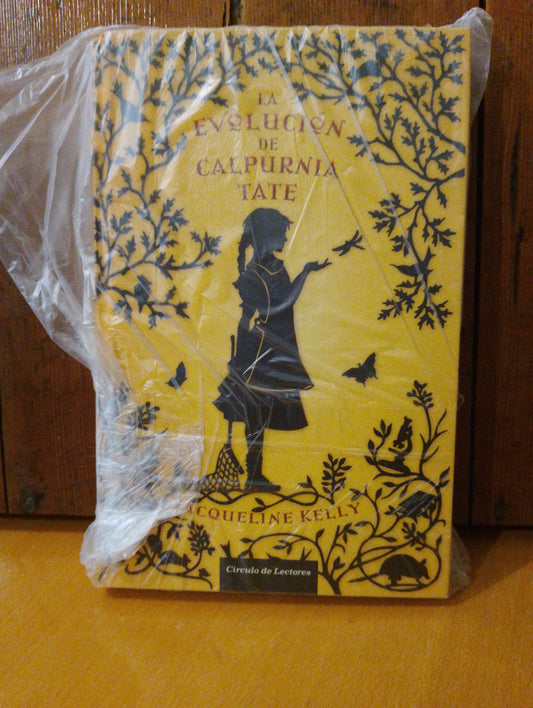 LA
EVOLUCIÓN
DE
CALPURNIA
TATE
JACQUELINE KELLY
Círculo de Lectores